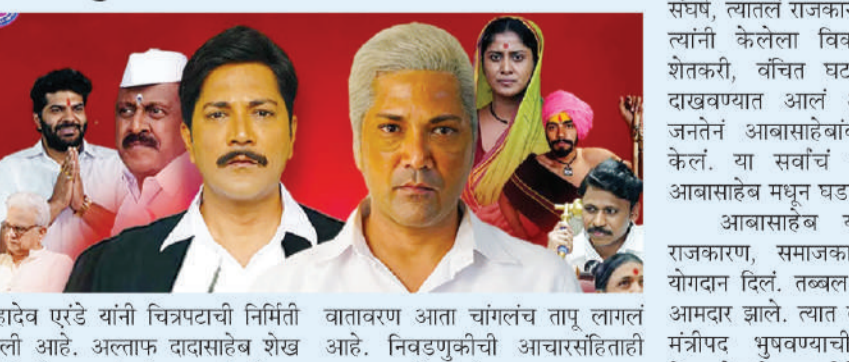 हादेव एरंडे यांनी चित्रपटाची निर्मिती
ली आहे. अल्ताफ दादासाहेब शेख
वातावरण आता चांगलंच तापू लागलं
आहे. निवडणुकीची आचारसंहिताही
संघर्ष, त्यातलं राजकार
त्यांनी केलेला विक
शेतकरी, वंचित घट
दाखवण्यात आलं
जनतेनं आबासाहेबांव
केलं. या सर्वांचं
आबासाहेब मधून घड
आबासाहेब य
राजकारण, समाजका
योगदान दिलं. तब्बल
आमदार झाले. त्यात
मंत्रीपद भुषवण्याची